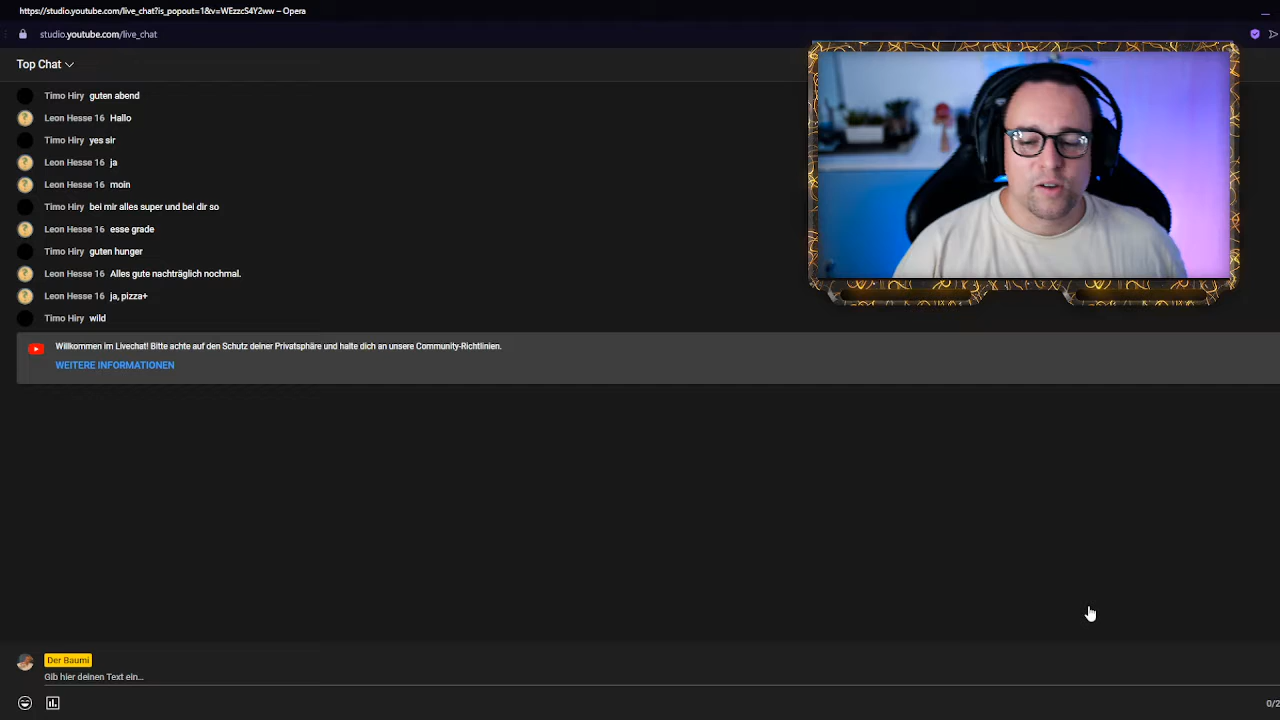 https://studio.youtube.com/live_chat?is_popout=1&v=WEzzcS4Y2ww – Opera
studio.youtube.com/live_chat
Top Chat
Timo Hiry guten abend
Leon Hesse 16 Hallo
Timo Hiry yes sir
Leon Hesse 16 ja
Leon Hesse 16 moin
Timo Hiry bei mir alles super und bei dir so
Leon Hesse 16 esse grade
Timo Hiry guten hunger
Leon Hesse 16 Alles gute nachträglich nochmal.
Leon Hesse 16 ja, pizza+
Timo Hiry wild
Willkommen im Livechat! Bitte achte auf den Schutz deiner Privatsphäre und halte dich an unsere Community-Richtlinien.
WEITERE INFORMATIONEN
Der Baumi
Gib hier deinen Text ein...
0/2